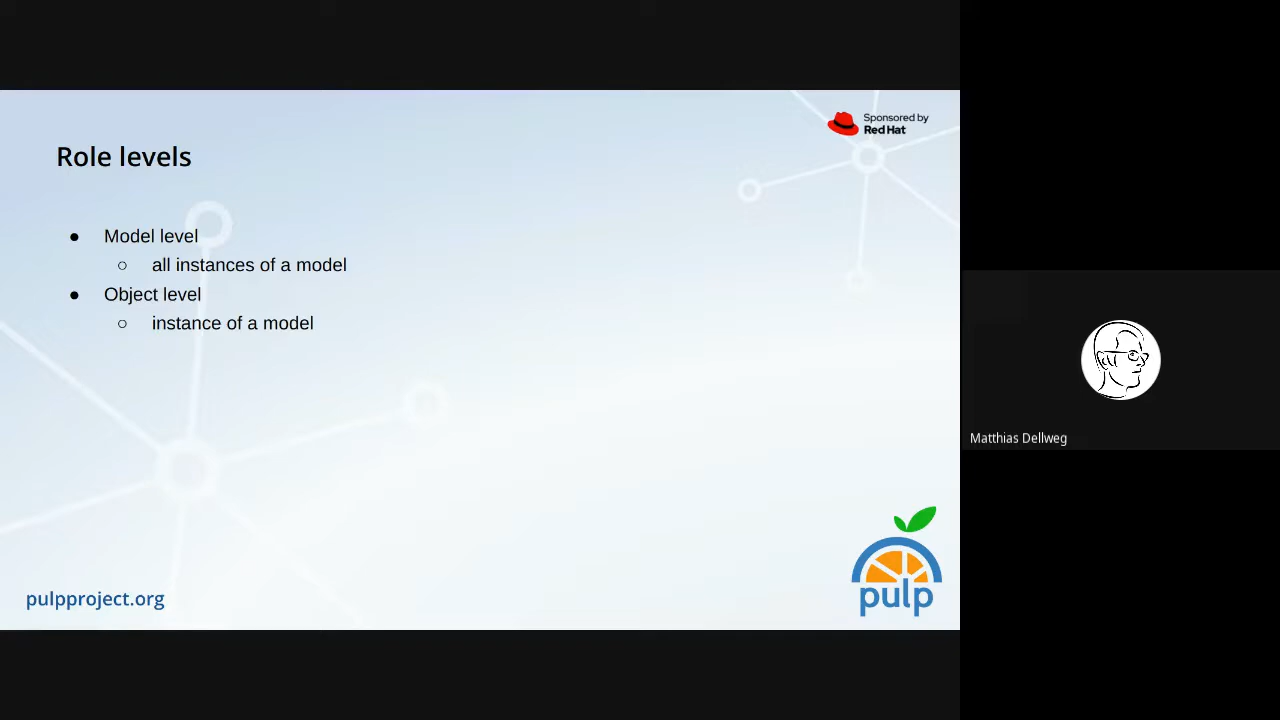 Sponsored by
Red Hat
Role levels
● Model level
○ all instances of a model
● Object level
○ instance of a model
Matthias Dellweg
pulpproject.org
pulp